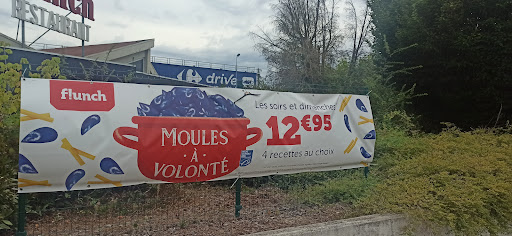 RESTAURANT
drive
flunch
MOULES
- À -
VOLONTÉ
Les soirs et dimanches
12€95
4 recettes au choix